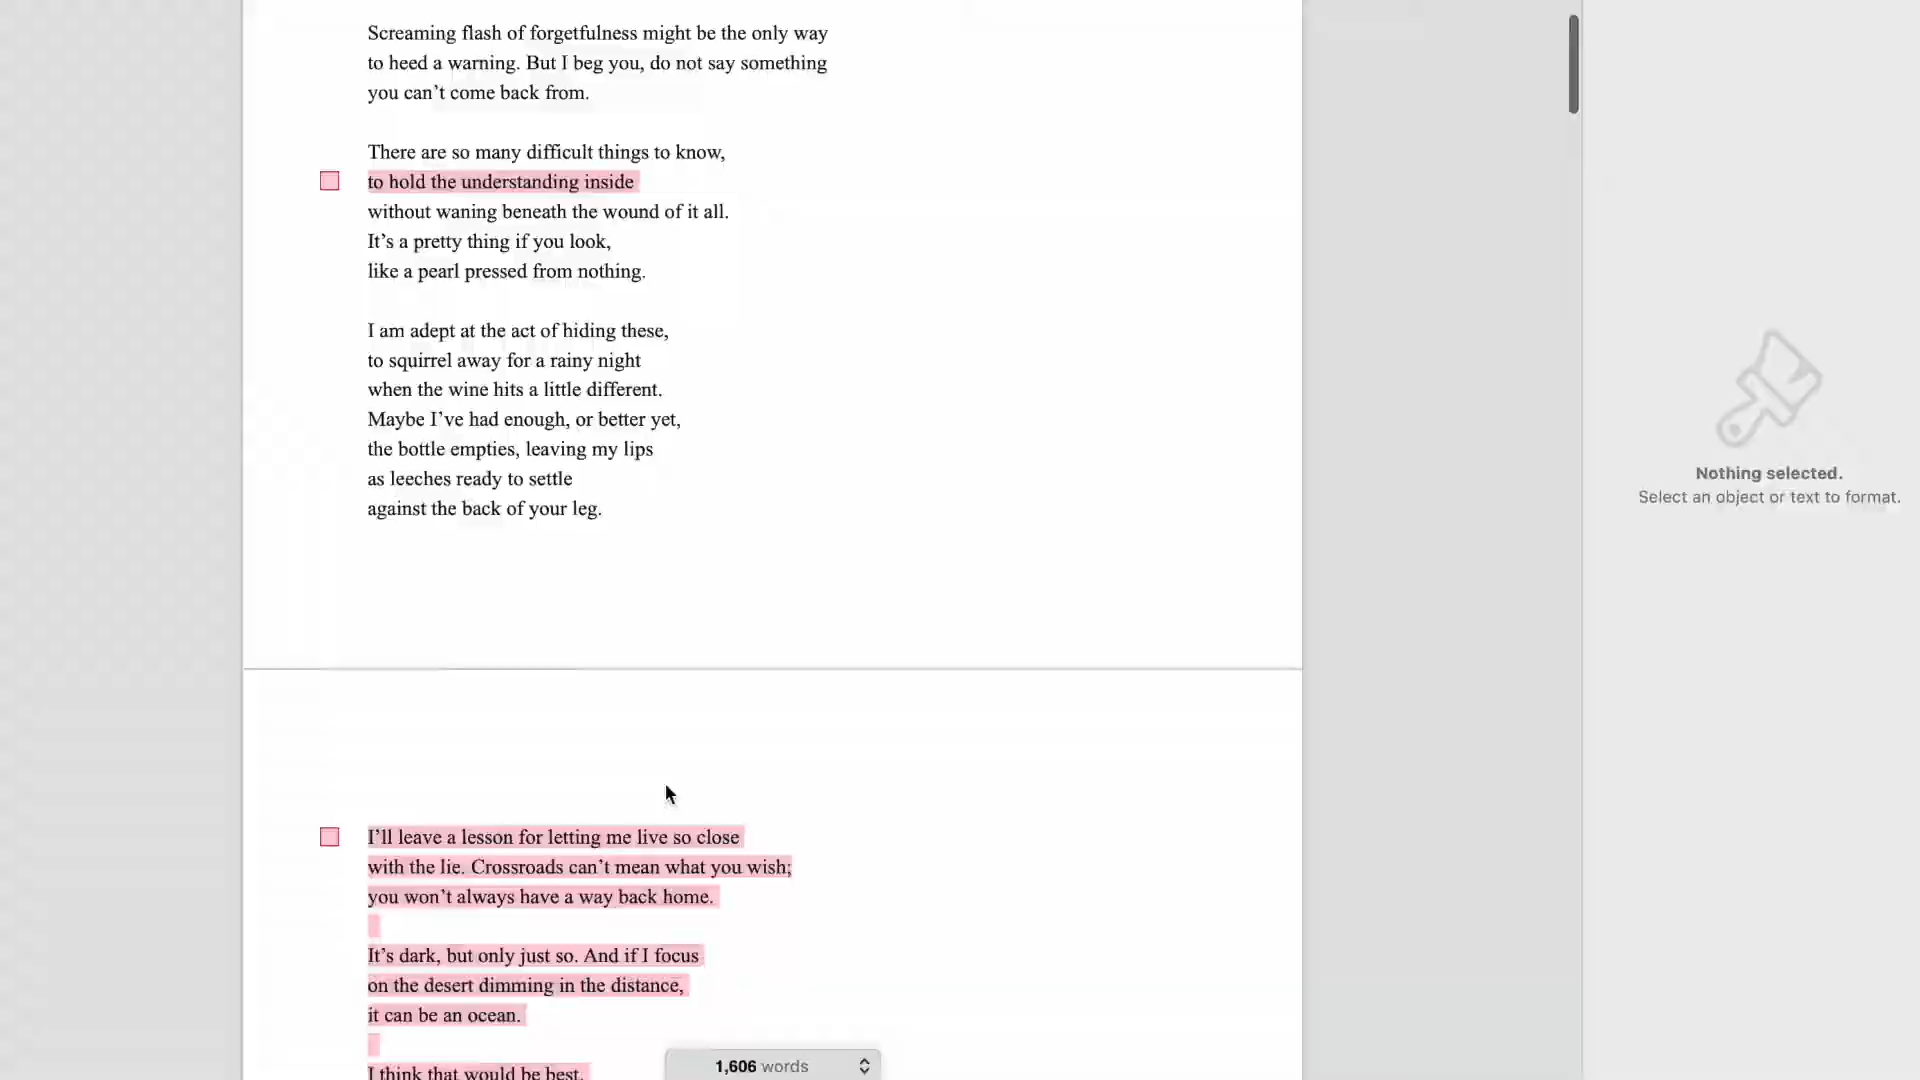 Screaming flash of forgetfulness might be the only way
to heed a warning. But I beg you, do not say something
you can’t come back from.
There are so many difficult things to know,
to hold the understanding inside
without waning beneath the wound of it all.
It’s a pretty thing if you look,
like a pearl pressed from nothing.
I am adept at the act of hiding these,
to squirrel away for a rainy night
when the wine hits a little different.
Maybe I’ve had enough, or better yet,
the bottle empties, leaving my lips
as leeches ready to settle
against the back of your leg.
I’ll leave a lesson for letting me live so close
with the lie. Crossroads can’t mean what you wish;
you won’t always have a way back home.
It’s dark, but only just so. And if I focus
on the desert dimming in the distance,
it can be an ocean.
I think that would be best.
1,606 words
Nothing selected.
Select an object or text to format.